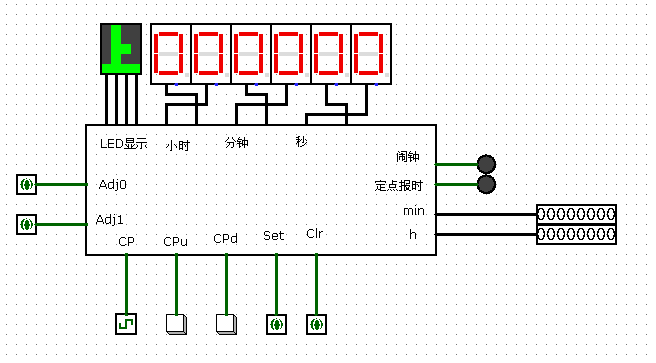 000000
LED显示
小时
分钟
秒
闹钟
Adj0
定点报时
Adj1
min
00000000
h
00000000
CP
CPu
CPd
Set
Clr